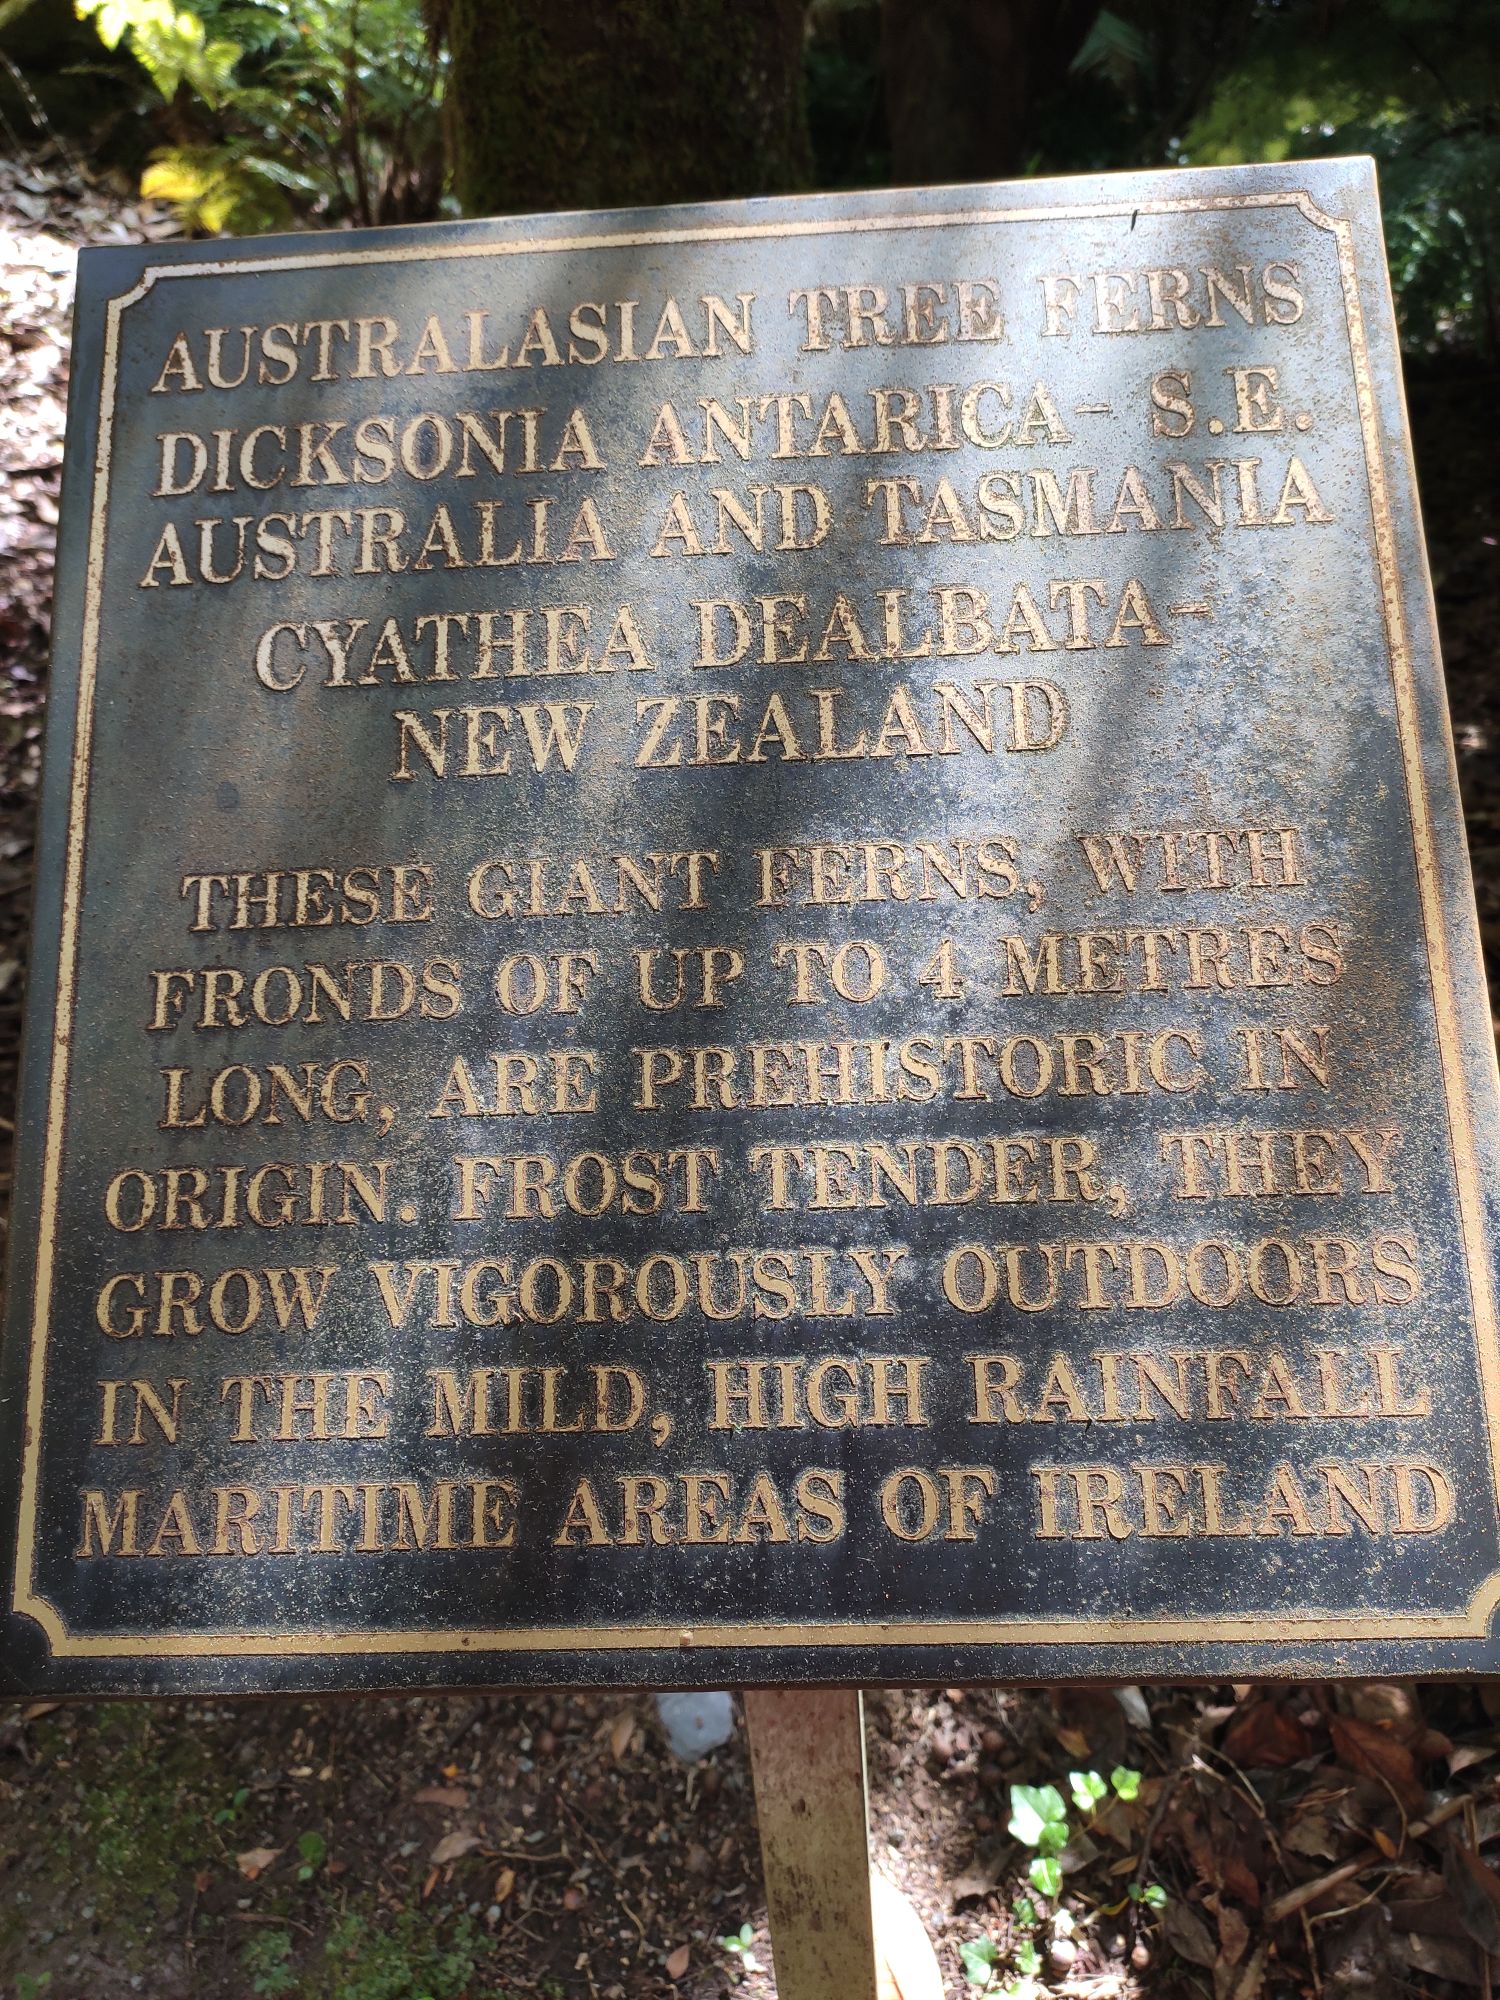 AUSTRALASIAN TREE FERNS
DICKSONIA ANTARICA - S.E.
AUSTRALIA AND TASMANIA
CYATHEA DEALBATA -
NEW ZEALAND
THESE GIANT FERNS, WITH
FRONDS OF UP TO 4 METRES
LONG, ARE PREHISTORIC IN
ORIGIN. FROST TENDER, THEY
GROW VIGOROUSLY OUTDOORS
IN THE MILD, HIGH RAINFALL
MARITIME AREAS OF IRELAND